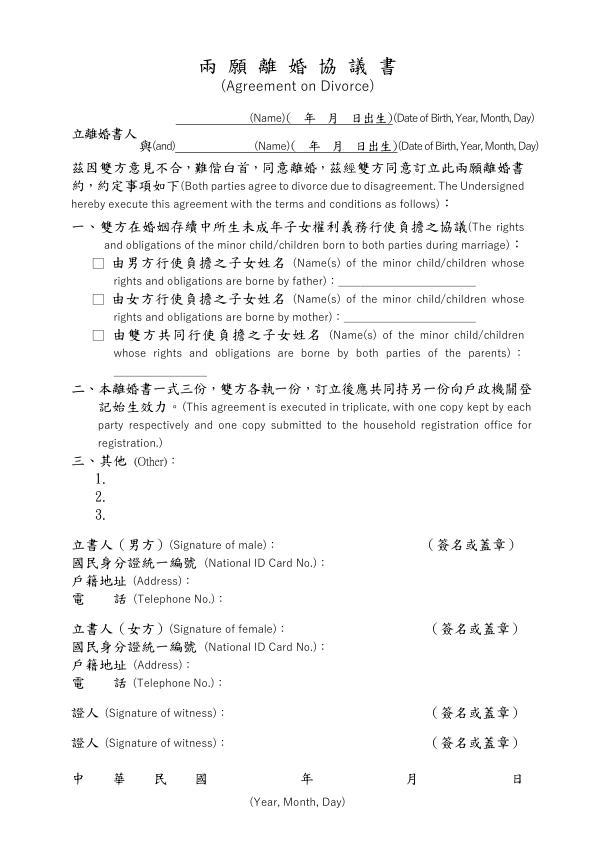 兩願離婚協議書
(Agreement on Divorce)
(Name)( 年 月 日出生)(Date of Birth, Year, Month, Day)
立離婚書人
與(and) (Name)( 年 月 日出生)(Date of Birth, Year, Month, Day)
茲因雙方意見不合，難偕白首，同意離婚，茲經雙方同意訂立此兩願離婚書
約，約定事項如下(Both parties agree to divorce due to disagreement. The Undersigned
hereby execute this agreement with the terms and conditions as follows)：
一、雙方在婚姻存續中所生未成年子女權利義務行使負擔之協議(The rights
and obligations of the minor child/children born to both parties during marriage)：
□ 由男方行使負擔之子女姓名 (Name(s) of the minor child/children whose
rights and obligations are borne by father)：
□ 由女方行使負擔之子女姓名 (Name(s) of the minor child/children whose
rights and obligations are borne by mother)：
□ 由雙方共同行使負擔之子女姓名 (Name(s) of the minor child/children
whose rights and obligations are borne by both parties of the parents)：
二、本離婚書一式三份，雙方各執一份，訂立後應共同持另一份向戶政機關登
記始生效力。(This agreement is executed in triplicate, with one copy kept by each
party respectively and one copy submitted to the household registration office for
registration.)
三、其他 (Other)：
1.
2.
3.
立書人（男方）(Signature of male)： （簽名或蓋章）
國民身分證統一編號 (National ID Card No.)：
戶籍地址 (Address)：
電 話 (Telephone No.)：
立書人（女方）(Signature of female)： （簽名或蓋章）
國民身分證統一編號 (National ID Card No.)：
戶籍地址 (Address)：
電 話 (Telephone No.)：
證人 (Signature of witness)： （簽名或蓋章）
證人 (Signature of witness)： （簽名或蓋章）
中 華 民 國 年 月 日
(Year, Month, Day)